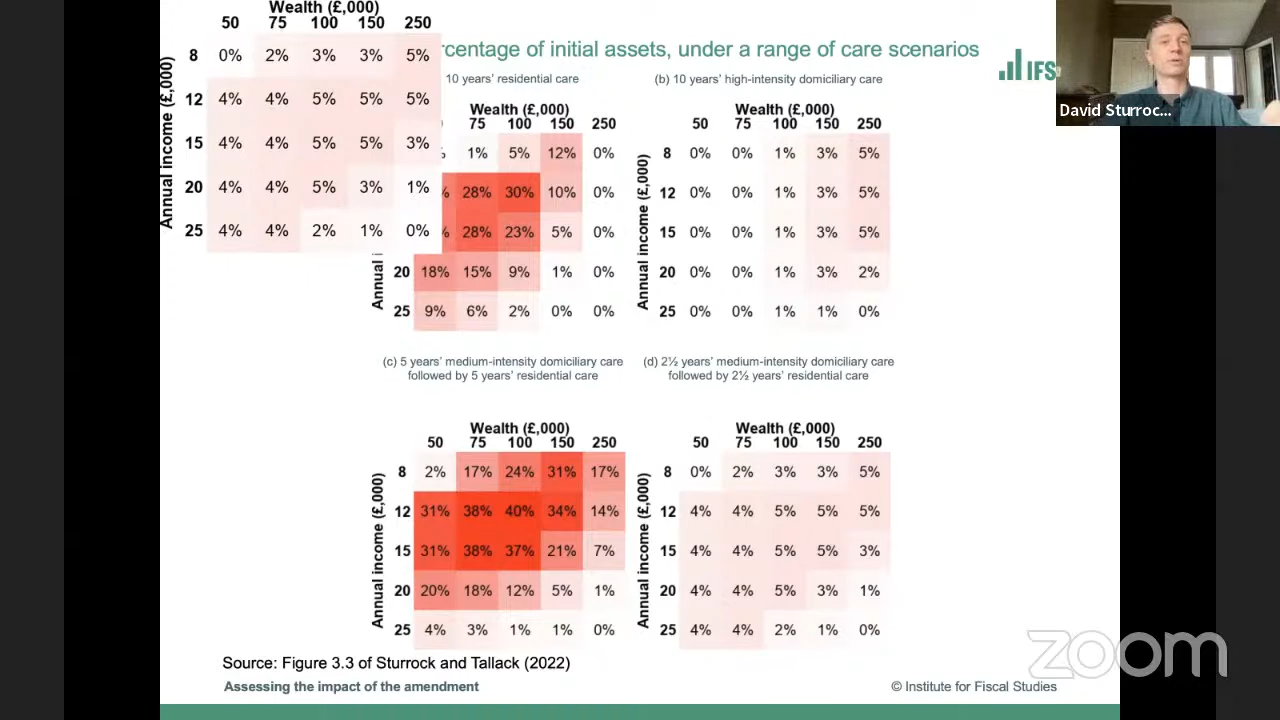 Wealth (£,000)
50 75 100 150 250
Annual income (£,000)
8 0% 2% 3% 3% 5%
12 4% 4% 5% 5% 5%
15 4% 4% 5% 5% 3%
20 4% 4% 5% 3% 1%
25 4% 4% 2% 1% 0%
of initial assets, under a range of care scenarios
IFS
David Sturroc...
10 years' residential care
Wealth (£,000)
75 100 150 250
1% 5% 12% 0%
28% 30% 10% 0%
28% 23% 5% 0%
20 18% 15% 9% 1% 0%
25 9% 6% 2% 0% 0%
Annual
(b) 10 years' high-intensity domiciliary care
Wealth (£,000)
50 75 100 150 250
Annual income (£,000)
8 0% 0% 1% 3% 5%
12 0% 0% 1% 3% 5%
15 0% 0% 1% 3% 5%
20 0% 0% 1% 3% 2%
25 0% 0% 1% 1% 0%
(c) 5 years' medium-intensity domiciliary care
followed by 5 years' residential care
Wealth (£,000)
50 75 100 150 250
Annual income (£,000)
8 2% 17% 24% 31% 17%
12 31% 38% 40% 34% 14%
15 31% 38% 37% 21% 7%
20 20% 18% 12% 5% 1%
25 4% 3% 1% 1% 0%
(d) 2½ years' medium-intensity domiciliary care
followed by 2½ years' residential care
Wealth (£,000)
50 75 100 150 250
Annual income (£,000)
8 0% 2% 3% 3% 5%
12 4% 4% 5% 5% 5%
15 4% 4% 5% 5% 3%
20 4% 4% 5% 3% 1%
25 4% 4% 2% 1% 0%
Source: Figure 3.3 of Sturrock and Tallack (2022)
Assessing the impact of the amendment
© Institute for Fiscal Studies
zoom